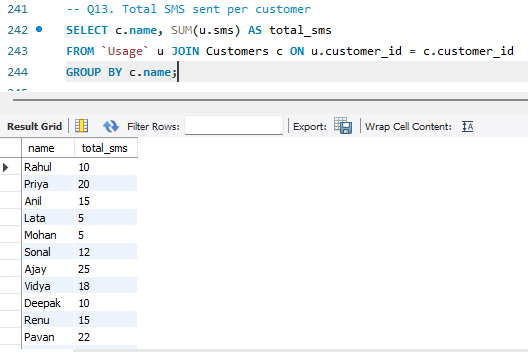 241 -- Q13. Total SMS sent per customer
242 SELECT c.name, SUM(u.sms) AS total_sms
243 FROM `Usage` u JOIN Customers c ON u.customer_id = c.customer_id
244 GROUP BY c.name;
Result Grid Filter Rows: Export: Wrap Cell Content:
name total_sms
Rahul 10
Priya 20
Anil 15
Lata 5
Mohan 5
Sonal 12
Ajay 25
Vidya 18
Deepak 10
Renu 15
Pavan 22